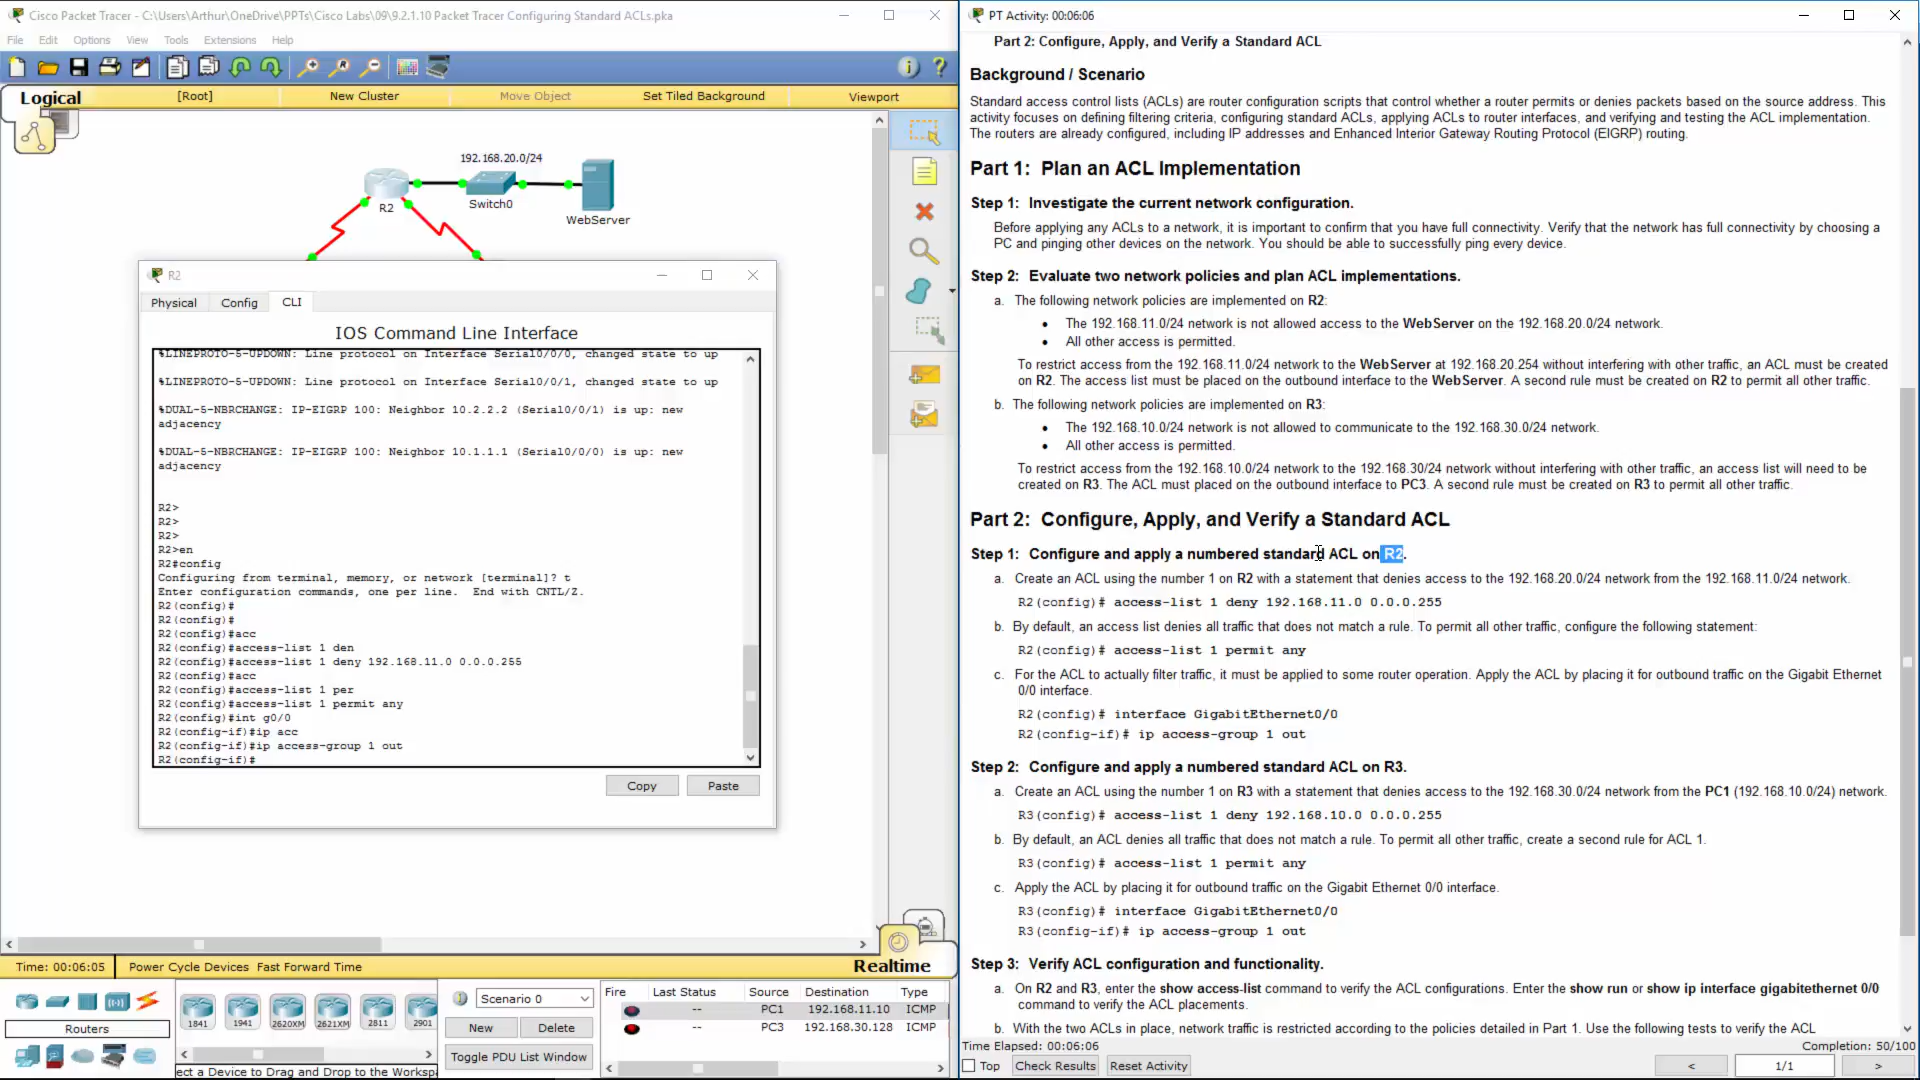 Cisco Packet Tracer - C:\Users\Arthur\OneDrive\PPTs\Cisco Labs\09\9.2.1.10 Packet Tracer Configuring Standard ACLs.pka
File Edit Options View Tools Extensions Help
Logical [Root] New Cluster Move Object Set Tiled Background Viewport
192.168.20.0/24
R2
Switch0
WebServer
R2
Physical Config CLI
IOS Command Line Interface
%LINEPROTO-5-UPDOWN: Line protocol on Interface Serial0/0/0, changed state to up
%LINEPROTO-5-UPDOWN: Line protocol on Interface Serial0/0/1, changed state to up
%DUAL-5-NBRCHANGE: IP-EIGRP 100: Neighbor 10.2.2.2 (Serial0/0/1) is up: new
adjacency
%DUAL-5-NBRCHANGE: IP-EIGRP 100: Neighbor 10.1.1.1 (Serial0/0/0) is up: new
adjacency
R2>
R2>
R2>
R2>en
R2#config
Configuring from terminal, memory, or network [terminal]? t
Enter configuration commands, one per line.  End with CNTL/Z.
R2(config)#
R2(config)#
R2(config)#acc
R2(config)#access-list 1 den
R2(config)#access-list 1 deny 192.168.11.0 0.0.0.255
R2(config)#acc
R2(config)#access-list 1 per
R2(config)#access-list 1 permit any
R2(config)#int g0/0
R2(config-if)#ip acc
R2(config-if)#ip access-group 1 out
R2(config-if)#
Copy Paste
Realtime
Time: 00:06:05 Power Cycle Devices Fast Forward Time
Routers
1841 1941 2620XM 2621XM 2811 2901
ect a Device to Drag and Drop to the Workspa
Scenario 0
New Delete
Toggle PDU List Window
Fire Last Status Source Destination Type
-- PC1 192.168.11.10 ICMP
-- PC3 192.168.30.128 ICMP
PT Activity: 00:06:06
Part 2: Configure, Apply, and Verify a Standard ACL
Background / Scenario
Standard access control lists (ACLs) are router configuration scripts that control whether a router permits or denies packets based on the source address. This
activity focuses on defining filtering criteria, configuring standard ACLs, applying ACLs to router interfaces, and verifying and testing the ACL implementation.
The routers are already configured, including IP addresses and Enhanced Interior Gateway Routing Protocol (EIGRP) routing.
Part 1: Plan an ACL Implementation
Step 1: Investigate the current network configuration.
Before applying any ACLs to a network, it is important to confirm that you have full connectivity. Verify that the network has full connectivity by choosing a
PC and pinging other devices on the network. You should be able to successfully ping every device.
Step 2: Evaluate two network policies and plan ACL implementations.
a. The following network policies are implemented on R2:
• The 192.168.11.0/24 network is not allowed access to the WebServer on the 192.168.20.0/24 network.
• All other access is permitted.
To restrict access from the 192.168.11.0/24 network to the WebServer at 192.168.20.254 without interfering with other traffic, an ACL must be created
on R2. The access list must be placed on the outbound interface to the WebServer. A second rule must be created on R2 to permit all other traffic.
b. The following network policies are implemented on R3:
• The 192.168.10.0/24 network is not allowed to communicate to the 192.168.30.0/24 network.
• All other access is permitted.
To restrict access from the 192.168.10.0/24 network to the 192.168.30/24 network without interfering with other traffic, an access list will need to be
created on R3. The ACL must placed on the outbound interface to PC3. A second rule must be created on R3 to permit all other traffic.
Part 2: Configure, Apply, and Verify a Standard ACL
Step 1: Configure and apply a numbered standard ACL on R2.
a. Create an ACL using the number 1 on R2 with a statement that denies access to the 192.168.20.0/24 network from the 192.168.11.0/24 network.
R2(config)# access-list 1 deny 192.168.11.0 0.0.0.255
b. By default, an access list denies all traffic that does not match a rule. To permit all other traffic, configure the following statement:
R2(config)# access-list 1 permit any
c. For the ACL to actually filter traffic, it must be applied to some router operation. Apply the ACL by placing it for outbound traffic on the Gigabit Ethernet
0/0 interface.
R2(config)# interface GigabitEthernet0/0
R2(config-if)# ip access-group 1 out
Step 2: Configure and apply a numbered standard ACL on R3.
a. Create an ACL using the number 1 on R3 with a statement that denies access to the 192.168.30.0/24 network from the PC1 (192.168.10.0/24) network.
R3(config)# access-list 1 deny 192.168.10.0 0.0.0.255
b. By default, an ACL denies all traffic that does not match a rule. To permit all other traffic, create a second rule for ACL 1.
R3(config)# access-list 1 permit any
c. Apply the ACL by placing it for outbound traffic on the Gigabit Ethernet 0/0 interface.
R3(config)# interface GigabitEthernet0/0
R3(config-if)# ip access-group 1 out
Step 3: Verify ACL configuration and functionality.
a. On R2 and R3, enter the show access-list command to verify the ACL configurations. Enter the show run or show ip interface gigabitethernet 0/0
command to verify the ACL placements.
b. With the two ACLs in place, network traffic is restricted according to the policies detailed in Part 1. Use the following tests to verify the ACL
Time Elapsed: 00:06:06 Completion: 50/100
Top Check Results Reset Activity < 1/1 >